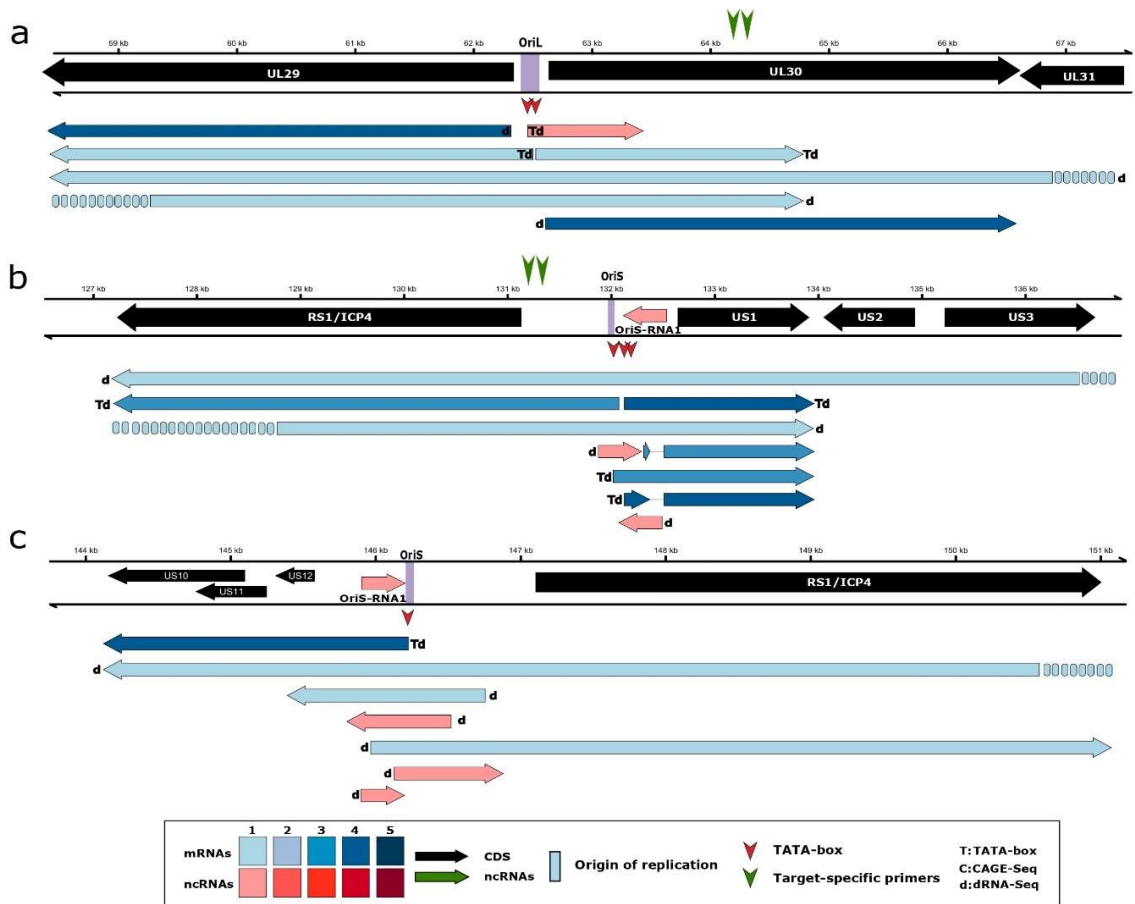 a
59 kb 60 kb 61 kb 62 kb OriL 63 kb 64 kb 65 kb 66 kb 67 kb
UL29 UL30 UL31
d Td
Td Td
d
d
d
b
127 kb 128 kb 129 kb 130 kb 131 kb OriS 132 kb 133 kb 134 kb 135 kb 136 kb
RS1/ICP4 US1 US2 US3
OriS-RNA1
d
Td Td
d
d
Td
Td
d
c
144 kb 145 kb 146 kb OriS 147 kb 148 kb 149 kb 150 kb 151 kb
US10 US12 RS1/ICP4
US11 OriS-RNA1
Td
d
d
d
d
d
d
1 2 3 4 5
mRNAs CDS Origin of replication TATA-box T:TATA-box
ncRNAs ncRNAs Target-specific primers C:CAGE-Seq
d:dRNA-Seq